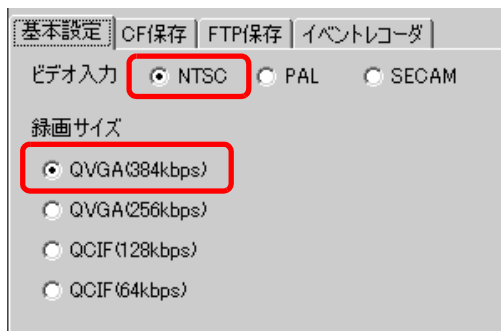 基本設定 CF保存 FTP保存 イベントレコーダ
ビデオ入力 NTSC PAL SECAM
録画サイズ
QVGA(384kbps)
QVGA(256kbps)
QCIF(128kbps)
QCIF(64kbps)